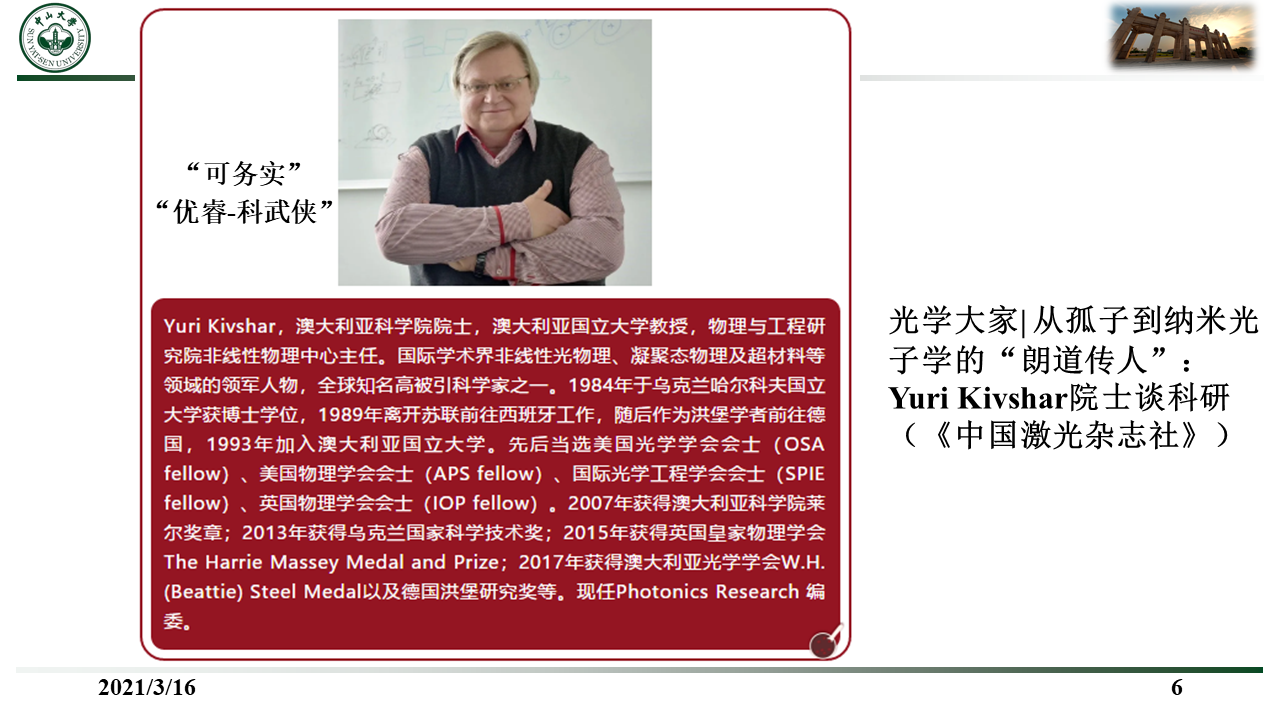 中山大学
SUN YAT-SEN UNIVERSITY
“可务实”
“优睿-科武侠”
Yuri Kivshar，澳大利亚科学院院士，澳大利亚国立大学教授，物理与工程研
究院非线性物理中心主任。国际学术界非线性光物理、凝聚态物理及超材料等
领域的领军人物，全球知名高被引科学家之一。1984年于乌克兰哈尔科夫国立
大学获博士学位，1989年离开苏联前往西班牙工作，随后作为洪堡学者前往德
国，1993年加入澳大利亚国立大学。先后当选美国光学学会会士（OSA
fellow）、美国物理学会会士（APS fellow）、国际光学工程学会会士（SPIE
fellow）、英国物理学会会士（IOP fellow）。2007年获得澳大利亚科学院莱
尔奖章；2013年获得乌克兰国家科学技术奖；2015年获得英国皇家物理学会
The Harrie Massey Medal and Prize；2017年获得澳大利亚光学学会W.H.
(Beattie) Steel Medal以及德国洪堡研究奖等。现任Photonics Research 编
委。
光学大家| 从孤子到纳米光
子学的“朗道传人”：
Yuri Kivshar院士谈科研
（《中国激光杂志社》）
2021/3/16
6